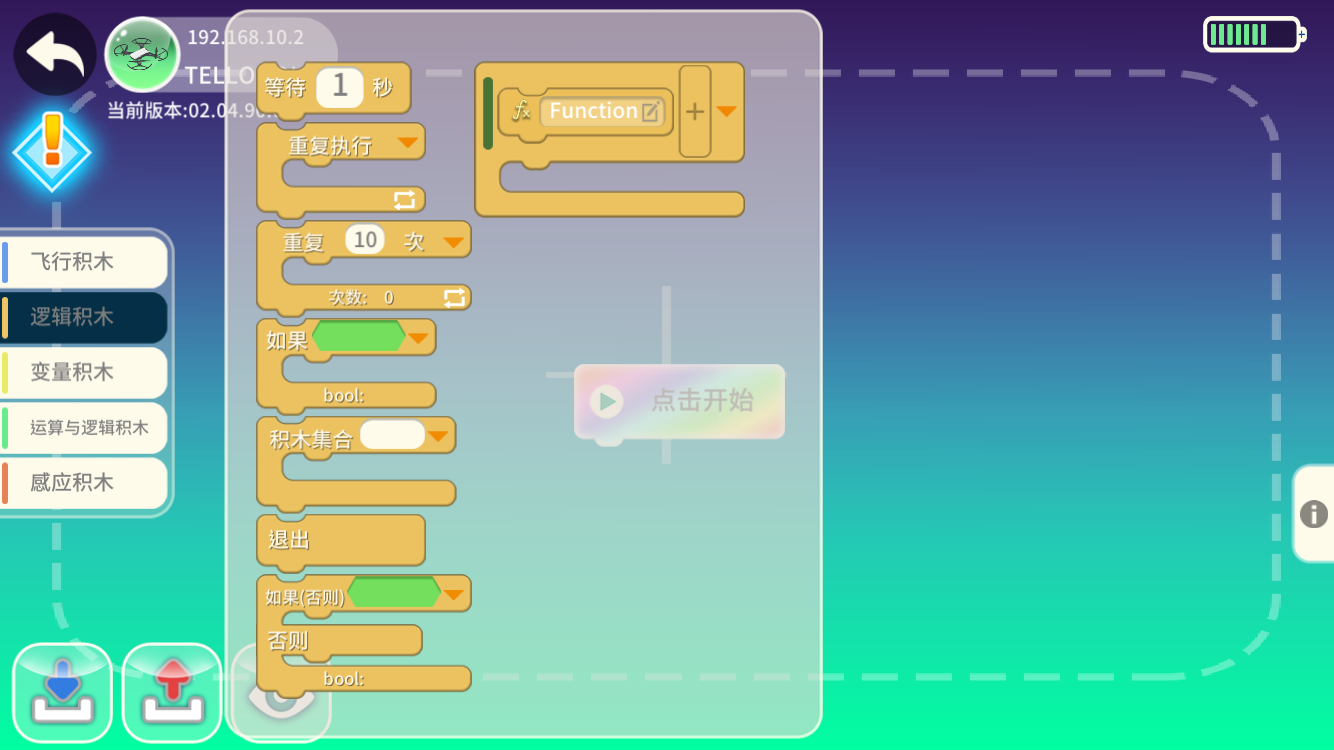 192.168.10.2
TELLO
当前版本:02.04.9
等待 1 秒
重复执行
重复 10 次
次数: 0
如果
bool:
积木集合
退出
如果(否则)
否则
bool:
Function
+
点击开始
飞行积木
逻辑积木
变量积木
运算与逻辑积木
感应积木